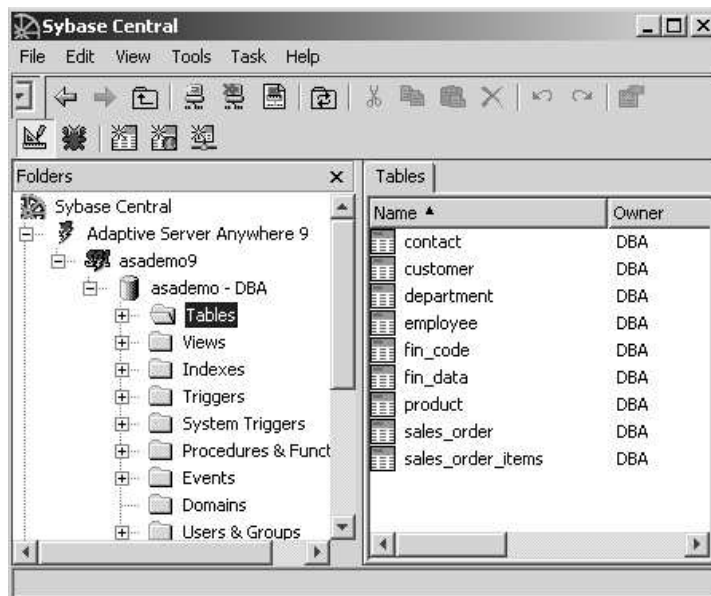 Sybase Central
File Edit View Tools Task Help
Folders
Sybase Central
Adaptive Server Anywhere 9
asademo9
asademo - DBA
Tables
Views
Indexes
Triggers
System Triggers
Procedures & Funct
Events
Domains
Users & Groups
Tables
Name Owner
contact DBA
customer DBA
department DBA
employee DBA
fin_code DBA
fin_data DBA
product DBA
sales_order DBA
sales_order_items DBA